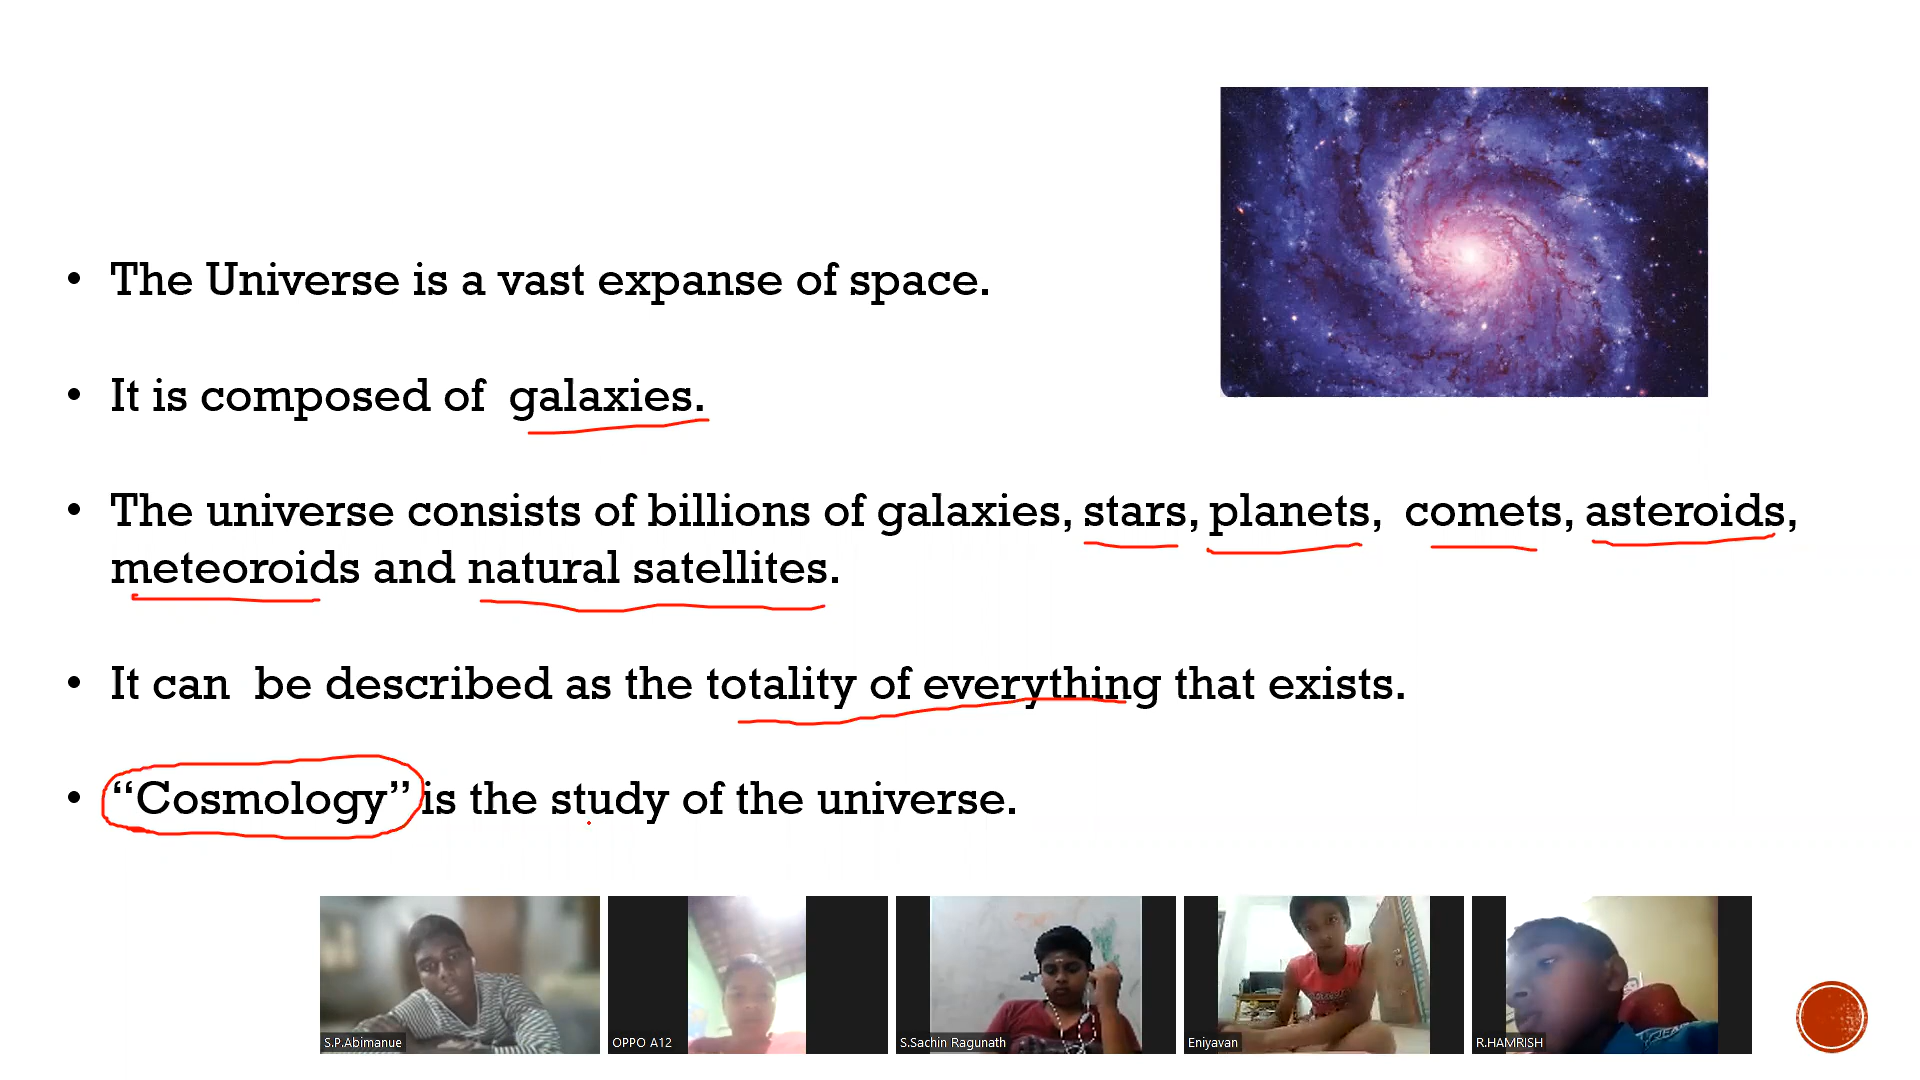 • The Universe is a vast expanse of space.
• It is composed of galaxies.
• The universe consists of billions of galaxies, stars, planets, comets, asteroids,
meteoroids and natural satellites.
• It can be described as the totality of everything that exists.
• “Cosmology” is the study of the universe.
S.P.Abimanue
OPPO A12
S.Sachin Ragunath
Eniyavan
R.HAMRISH